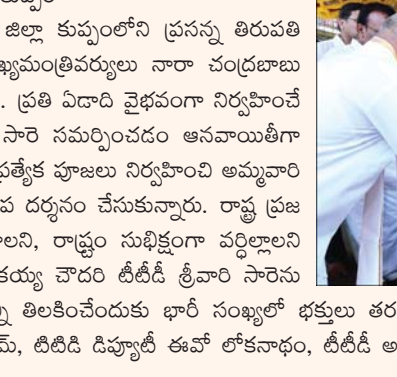 జిల్లా కుప్పంలోని ప్రసన్న తిరుపతి
ఖ్యమంత్రివర్యులు నారా చంద్రబాబు
. ప్రతి ఏడాది వైభవంగా నిర్వహించే
సారె సమర్పించడం ఆనవాయితీగా
ప్రత్యేక పూజలు నిర్వహించి అమ్మవారి
ప దర్శనం చేసుకున్నారు. రాష్ట్ర ప్రజ
ాలని, రాష్ట్రం సుభిక్షంగా వర్ధిల్లాలని
కయ్య చౌదరి టీటీడీ శ్రీవారి సారెను
న్ని తిలకించేందుకు భారీ సంఖ్యలో భక్తులు తర
మ్, టిటిడి డిప్యూటీ ఈవో లోకనాథం, టీటీడీ అ